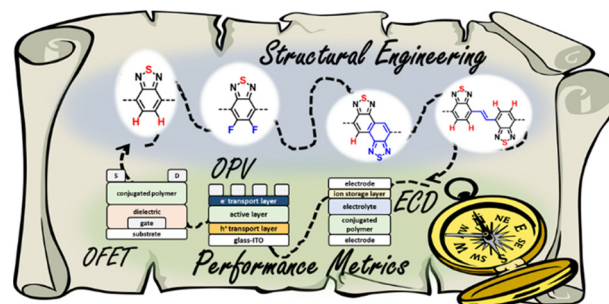 Structural Engineering
S
N N
H H
S
N N
F F
S
N N
H
N N
S
S
N N
H
H
H
H
N N
S
OPV
ECD
OFET
S D
conjugated polymer
dielectric
gate
substrate
e- transport layer
active layer
h+ transport layer
glass-ITO
electrode
ion storage layer
electrolyte
conjugated
polymer
electrode
Performance Metrics
N
NE
E
SE
S
SW
W
NW